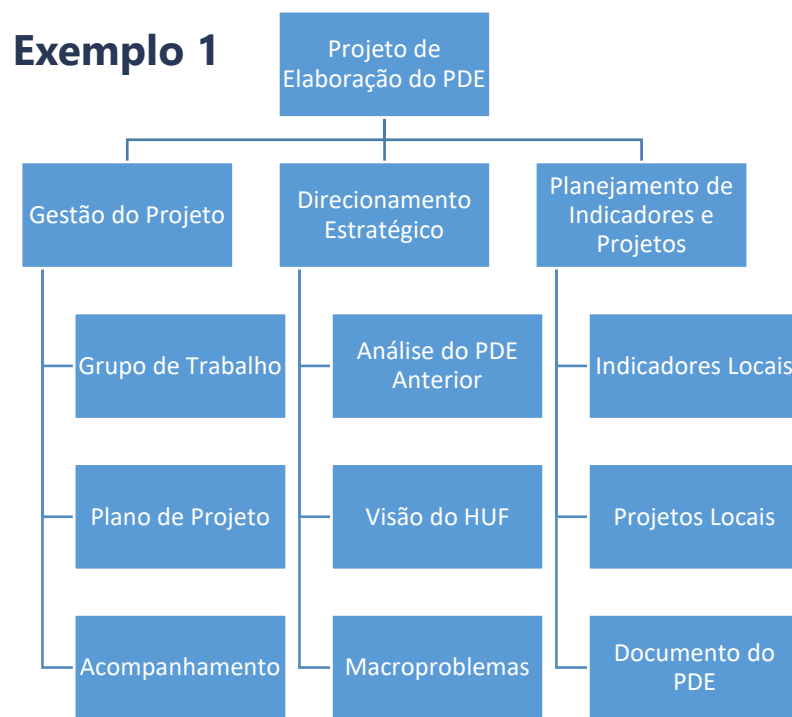 Exemplo 1
Projeto de
Elaboração do PDE
Gestão do Projeto
Direcionamento
Estratégico
Planejamento de
Indicadores e
Projetos
Grupo de Trabalho
Análise do PDE
Anterior
Indicadores Locais
Plano de Projeto
Visão do HUF
Projetos Locais
Acompanhamento
Macroproblemas
Documento do
PDE